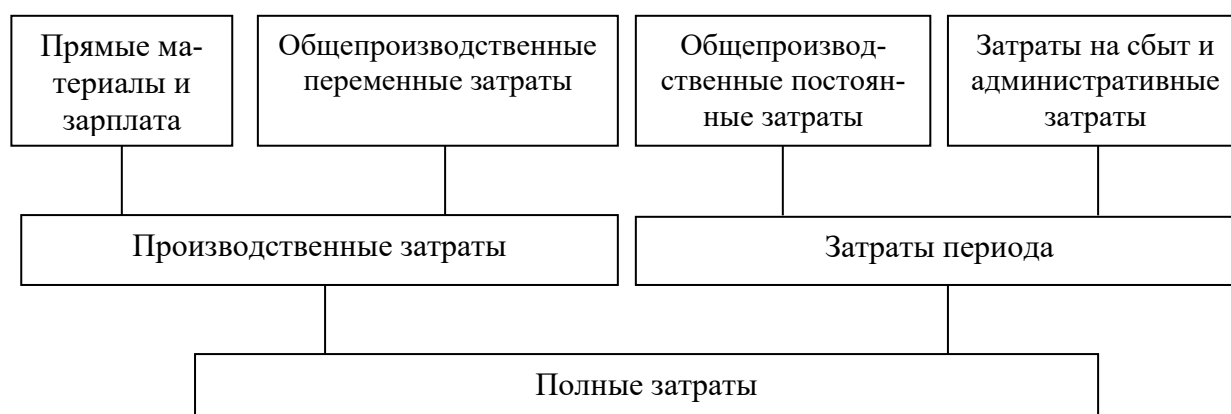 Прямые ма-
териалы и
зарплата
Общепроизводственные
переменные затраты
Общепроизвод-
ственные постоян-
ные затраты
Затраты на сбыт и
административные
затраты
Производственные затраты
Затраты периода
Полные затраты